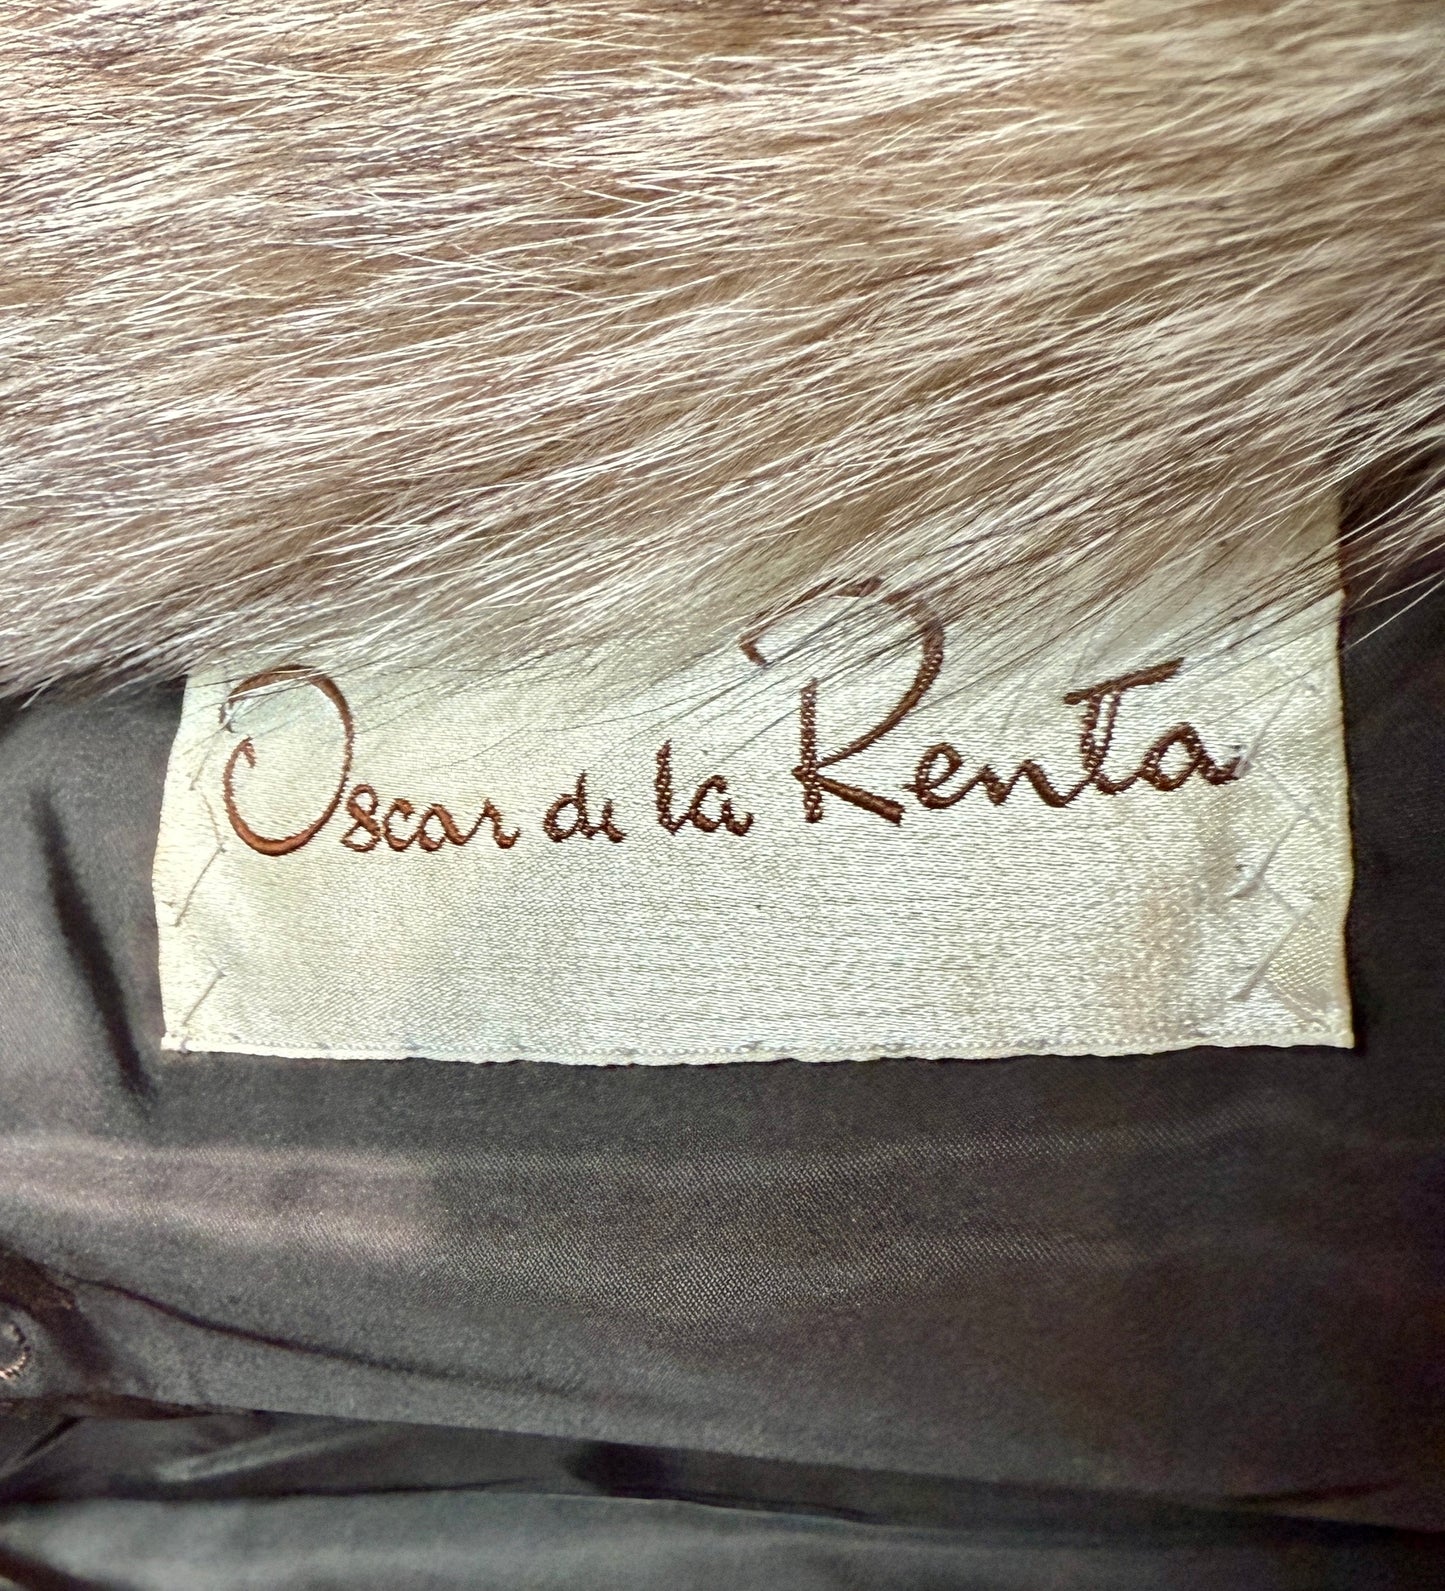 Oscar de la Renta